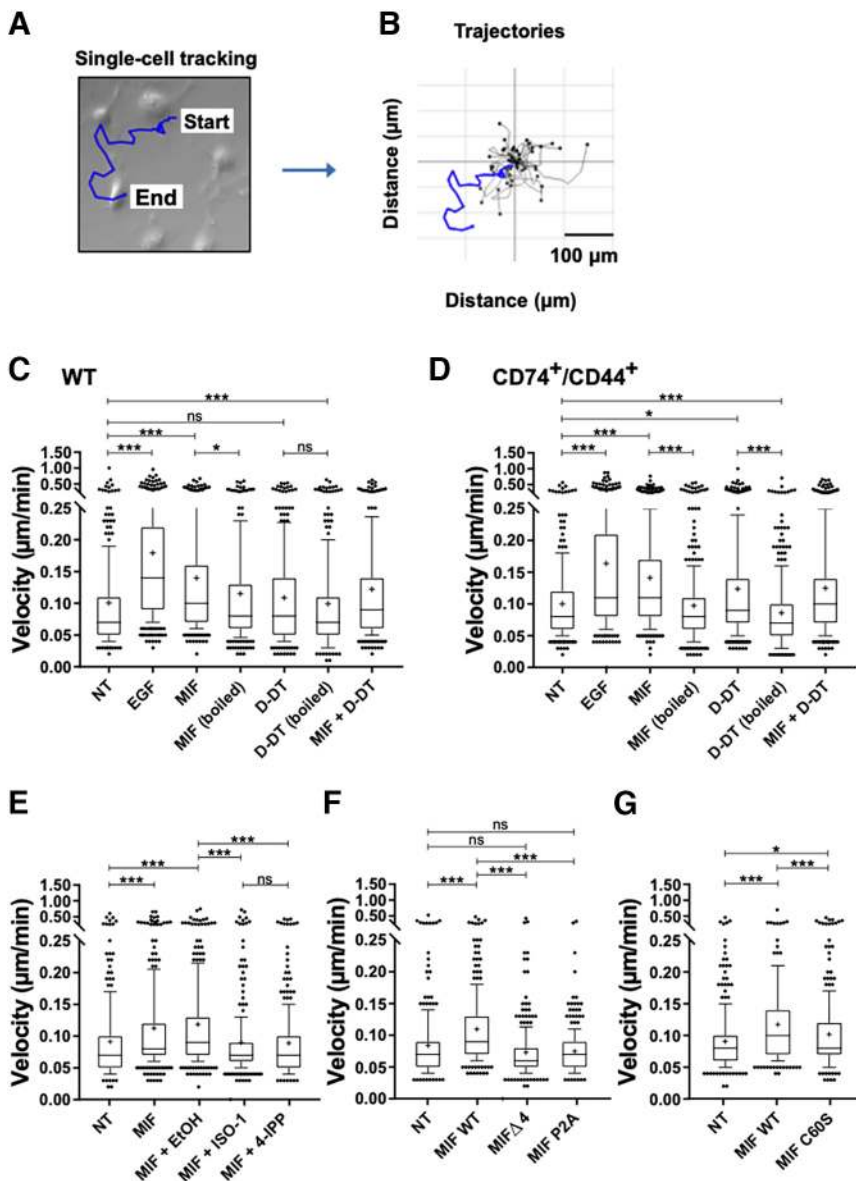 A
Single-cell tracking
Start
End
B
Trajectories
Distance (µm)
100 µm
Distance (µm)
C
WT
***
ns
***
***
*
ns
1.50
1.00
0.50
0.25
0.20
0.15
0.10
0.05
0.00
Velocity (µm/min)
NT
EGF
MIF
MIF (boiled)
D-DT
D-DT (boiled)
MIF + D-DT
D
CD74+/CD44+
***
*
***
***
***
***
1.50
1.00
0.50
0.25
0.20
0.15
0.10
0.05
0.00
Velocity (µm/min)
NT
EGF
MIF
MIF (boiled)
D-DT
D-DT (boiled)
MIF + D-DT
E
***
***
***
***
ns
1.50
1.00
0.50
0.25
0.20
0.15
0.10
0.05
0.00
Velocity (µm/min)
NT
MIF
MIF + EtOH
MIF + ISO-1
MIF + 4-IPP
F
ns
ns
***
***
***
1.50
1.00
0.50
0.25
0.20
0.15
0.10
0.05
0.00
Velocity (µm/min)
NT
MIF WT
MIFΔ 4
MIF P2A
G
*
***
***
1.50
1.00
0.50
0.25
0.20
0.15
0.10
0.05
0.00
Velocity (µm/min)
NT
MIF WT
MIF C60S